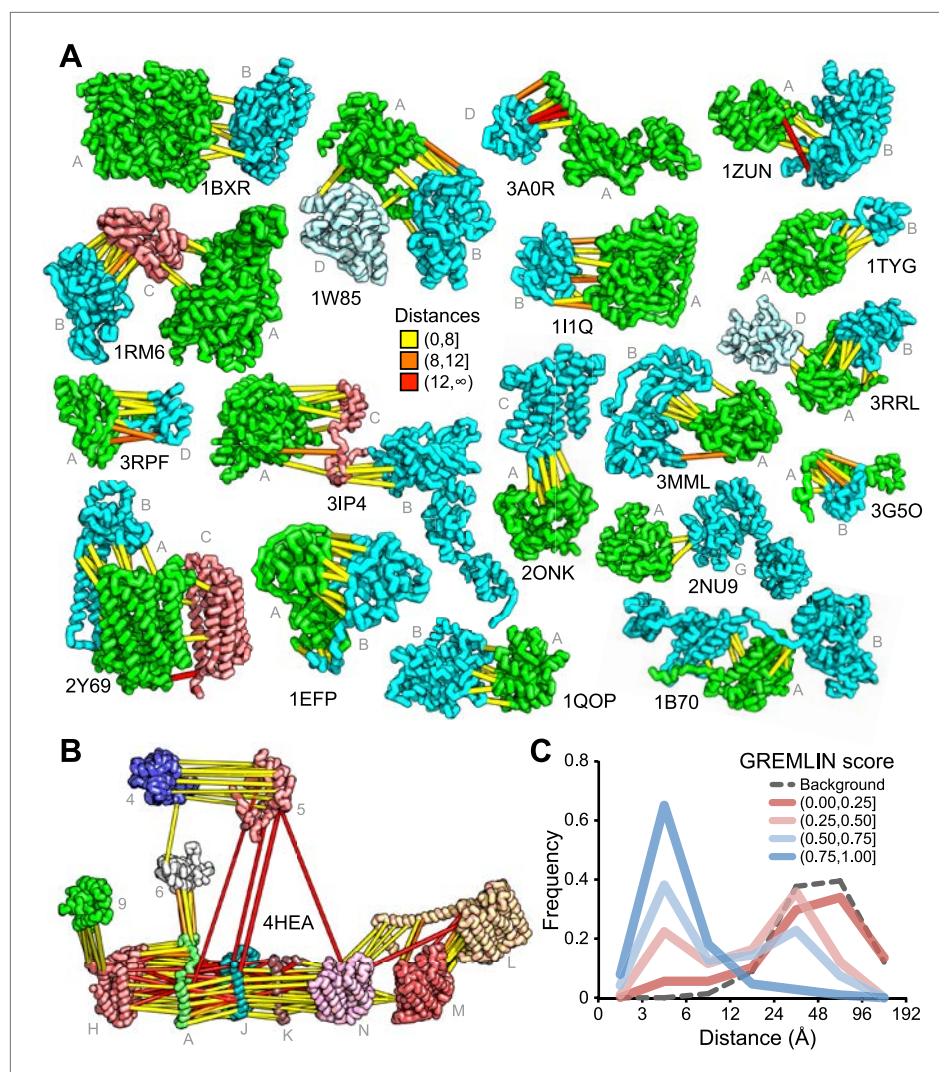 A
B
A
1BXR
A
D
B
1W85
D
A
3A0R
A
B
1ZUN
B
C
A
1RM6
Distances
(0,8]
(8,12]
(12,∞)
B
A
1I1Q
A
B
1TYG
D
B
A
3RRL
A
D
3RPF
C
A
B
3IP4
C
A
2ONK
B
A
3MML
A
B
3G5O
B
A
C
2Y69
A
B
1EFP
B
A
1QOP
A
G
2NU9
B
A
1B70
B
4
5
6
9
4HEA
H
A
J
K
N
M
L
C
GREMLIN score
Background
(0.00,0.25]
(0.25,0.50]
(0.50,0.75]
(0.75,1.00]
Frequency
0.8
0.6
0.4
0.2
0
0 3 6 12 24 48 96 192
Distance (Å)